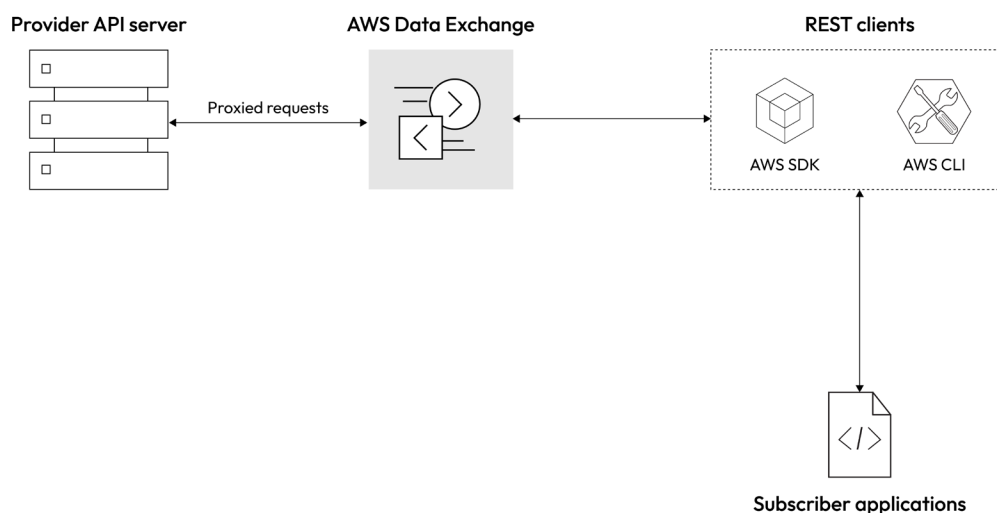 Provider API server
AWS Data Exchange
REST clients
Proxied requests
AWS SDK
AWS CLI
</>
Subscriber applications